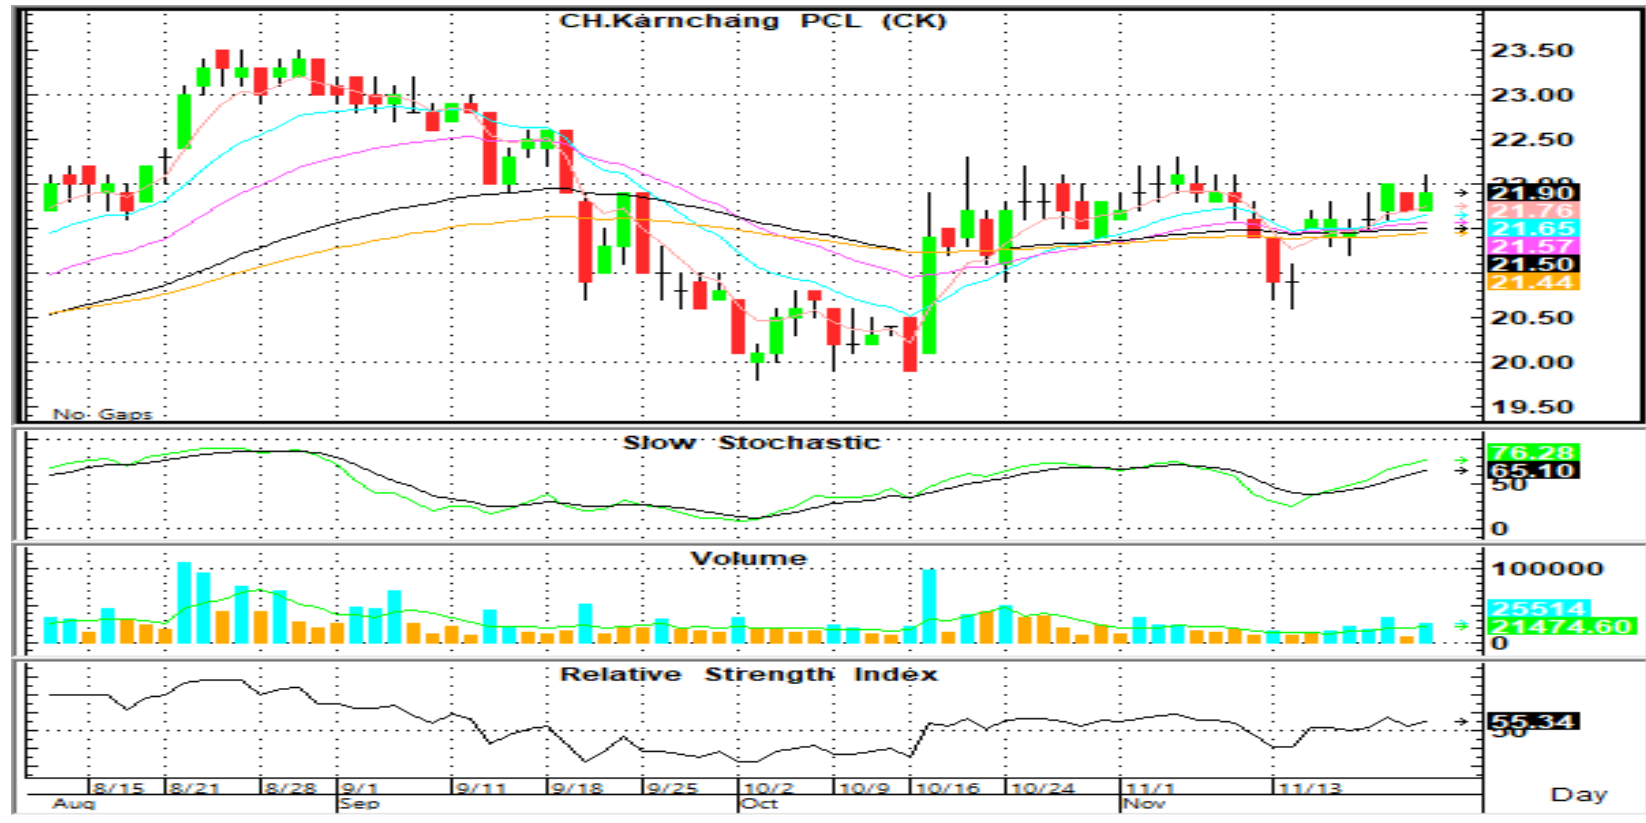 CH.Karnchang PCL (CK)
23.50
23.00
22.50
22.00
21.90
21.76
21.65
21.57
21.50
21.44
20.50
20.00
19.50
No Gaps
Slow Stochastic
76.28
65.10
50
0
Volume
100000
25514
21474.60
0
Relative Strength Index
55.34
50
8/15 8/21 8/28 9/1 9/11 9/18 9/25 10/2 10/9 10/16 10/24 11/1 11/13
Aug Sep Oct Nov
Day